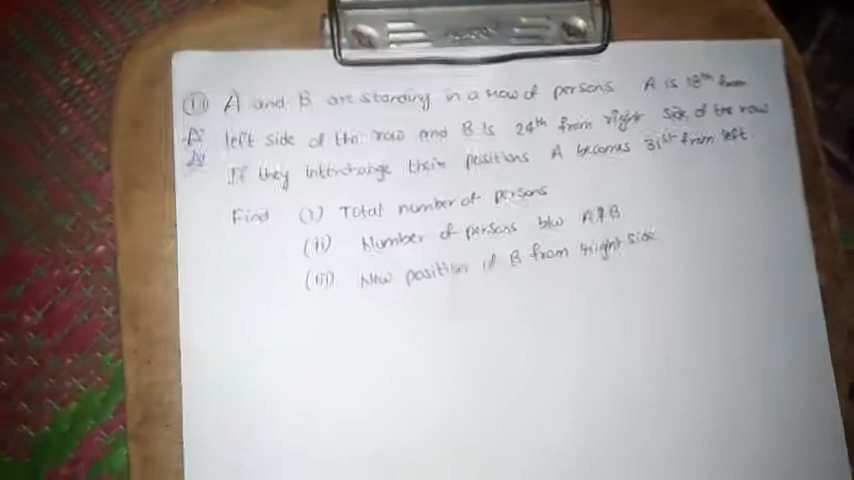 ① A and B are standing in a row of persons A is 18th from
left side of the row and B is 24th from right side of the row
If they interchange their positions A becomes 31st from left.
Find (i) Total number of persons
(ii) Number of persons b/w A & B
(iii) New position of B from right side